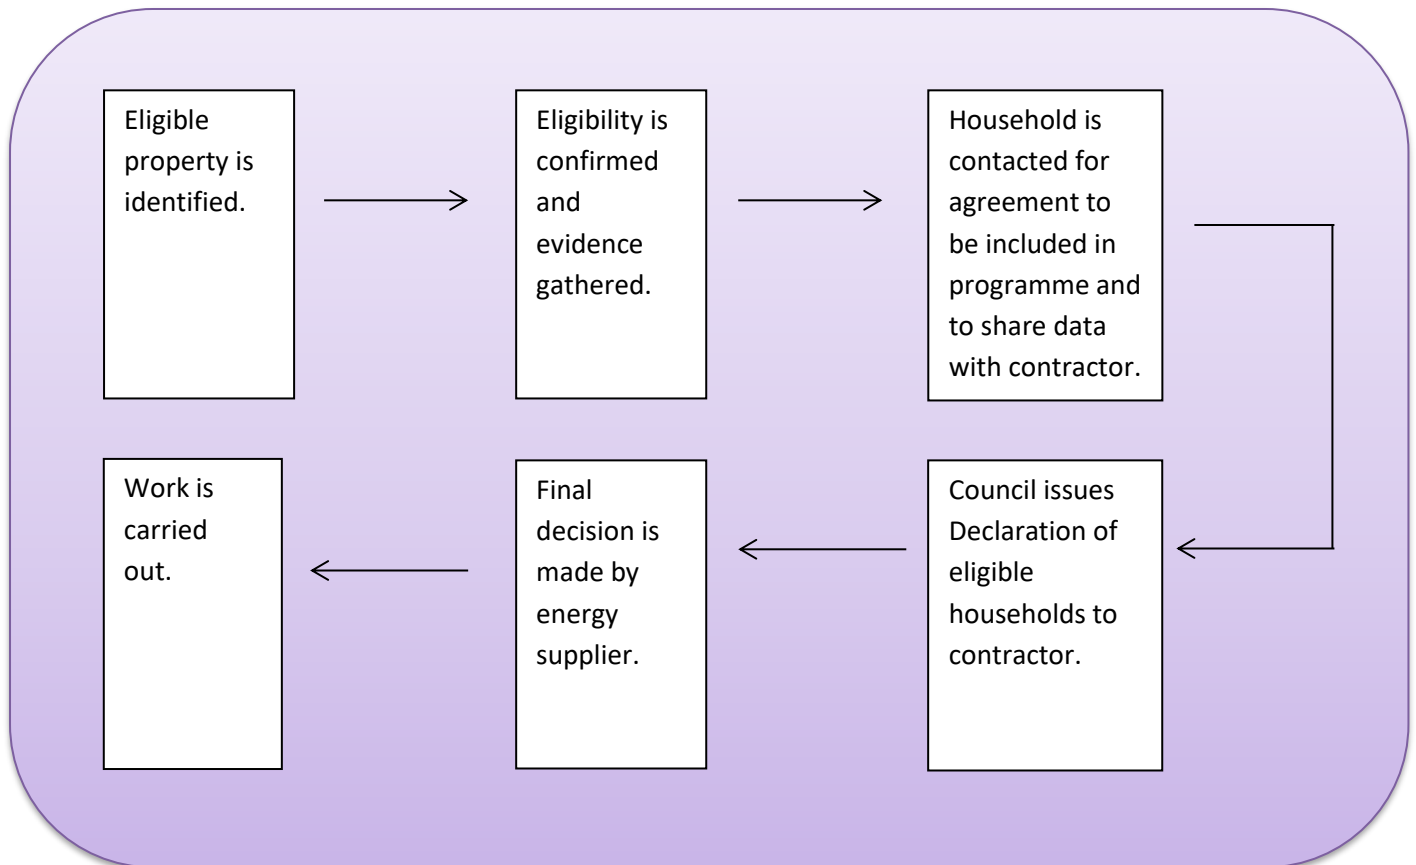 Eligible
property is
identified.
Eligibility is
confirmed
and
evidence
gathered.
Household is
contacted for
agreement to
be included in
programme and
to share data
with contractor.
Council issues
Declaration of
eligible
households to
contractor.
Final
decision is
made by
energy
supplier.
Work is
carried
out.